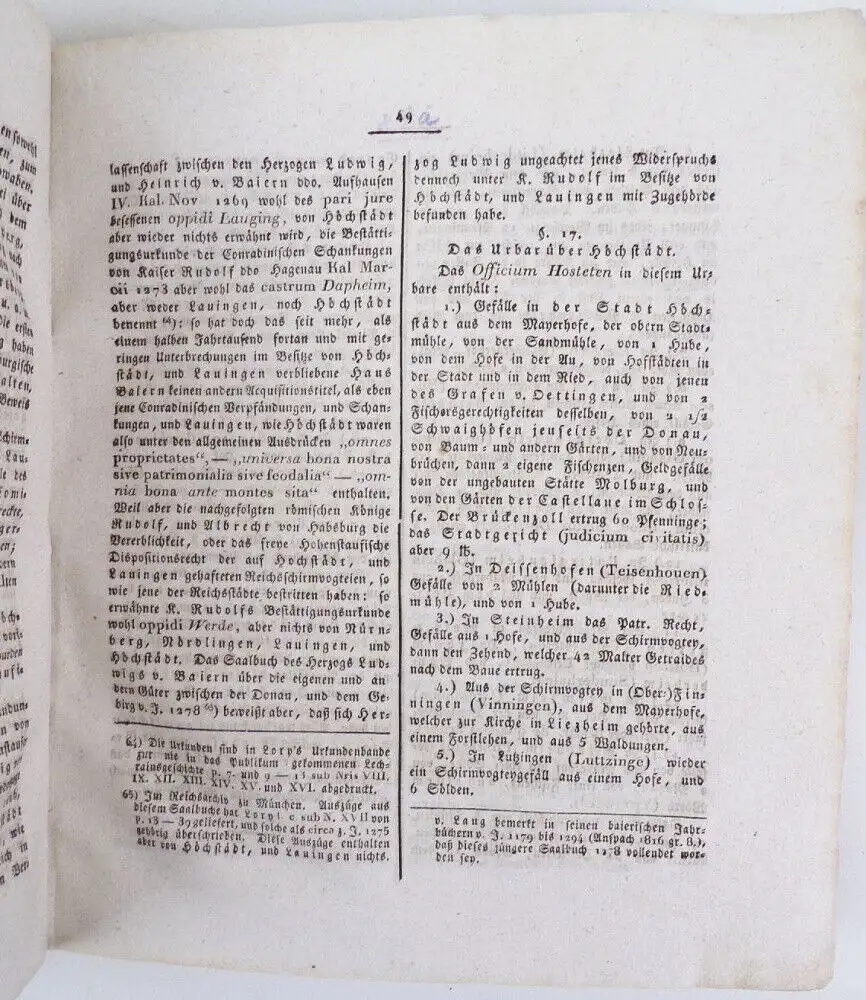 49
lassenschaft zwischen den Herzogen Ludwig,
und Heinrich v. Baiern ddo. Aufhausen
IV. Kal. Nov 1269 wohl des pari jure
besessenen oppidi Lauging, von Höchstädt
aber wieder nichts erwähnt wird, die Bestätti-
gungsurkunde der Conradinischen Schankungen
von Kaiser Rudolf ddo Hagenau Kal Mar-
cii 1273 aber wohl das castrum Dapheim,
aber weder Lauingen, noch Höchstädt
benennt 64): so hat doch das seit mehr, als
einem halben Jahrtausend fortan und mit ge-
ringen Unterbrechungen im Besitze von Höch-
städt, und Lauingen verbliebene Haus
Baiern keinen andern Acquisitionstitel, als eben
jene Conradinischen Verpfändungen, und Schan-
kungen, und Lauingen, wie Höchstädt waren
also unter den allgemeinen Ausdrücken „omnes
proprietates“, — „universa bona nostra
sive patrimonialia sive feodalia“ — „om-
nia bona ante montes sita“ enthalten.
Weil aber die nachgefolgten römischen Könige
Rudolf, und Albrecht von Habsburg die
Vererblichkeit, oder das freye Hohenstaufische
Dispositionsrecht der auf Höchstädt, und
Lauingen gehafteten Reichsschirmvogteien, so
wie jene der Reichsstädte bestritten haben: so
erwähnte K. Rudolfs Bestättigungsurkunde
wohl oppidi Werde, aber nichts von Nürn-
berg, Nördlingen, Lauingen, und
Höchstädt. Das Saalbuch des Herzogs Lud-
wigs v. Baiern über die eigenen und an
dern Güter zwischen der Donau, und dem Ge-
birg v. J. 1278 65) beweißt aber, daß sich Her-
64) Die Urkunden sind in Lory's Urkundenbande
zur nie in das Publikum gekommenen Lech-
rainsgeschichte p. 7. und 9 — 13 sub Nris VIII.
IX. XII. XIII. XIV. XV. und XVI. abgedruckt.
65) Im Reichsarchiv zu München. Auszüge aus
diesem Saalbuche hat Lory l. c sub N. XVII von
p. 13 — 39 geliefert, und solche als circa z. J. 1275
gehörig überschrieben. Diese Auszüge enthalten
aber von Höchstädt, und Lauingen nichts.
zog Ludwig ungeachtet jenes Widerspruchs
dennoch unter K. Rudolf im Besitze von
Höchstädt, und Lauingen mit Zugehörde
befunden habe.
§. 17.
Das Urbar über Höchstädt.
Das Officium Hosteten in diesem Ur-
bare enthält:
1.) Gefälle in der Stadt Höch-
städt aus dem Mayerhofe, der obern Stadt-
mühle, von der Sandmühle, von 1 Hube,
von dem Hofe in der Au, von Hofstädten in
der Stadt und in dem Ried, auch von jenen
des Grafen v. Oettingen, und von 2
Fischersgerechtigkeiten desselben, von 2 1/2
Schwaighöfen jenseits der Donau,
von Baum- und andern Gärten, und von Neu-
brüchen, dann 2 eigene Fischenzen, Geldgefälle
von der ungebauten Stätte Molburg, und
von den Gärten der Castellane im Schlos-
se. Der Brückenzoll ertrug 60 Pfenninge;
das Stadtgericht (judicium civitatis)
aber 9 ℔.
2.) In Deissenhofen (Teisenhouen)
Gefälle von 2 Mühlen (darunter die Ried-
mühle), und von 1 Hube.
3.) In Steinheim das Patr. Recht,
Gefälle aus 1 Hofe, und aus der Schirmvogtey,
dann den Zehend, welcher 42 Malter Getraides
nach dem Baue ertrug.
4.) Aus der Schirmvogtey in (Ober-) Fin-
ningen (Vinningen), aus dem Mayerhofe,
welcher zur Kirche in Liezheim gehörte, aus
einem Forstlehen, und aus 5 Waldungen.
5.) In Lutzingen (Luttzinge) wieder
ein Schirmvogteygefäll aus einem Hofe, und
6 Sölden.
v. Lang bemerkt in seinen baierischen Jahr-
büchern v. J. 1179 bis 1294 (Anspach 1816 gr. 8.),
daß dieses jüngere Saalbuch 1278 vollendet wor-
den sey.